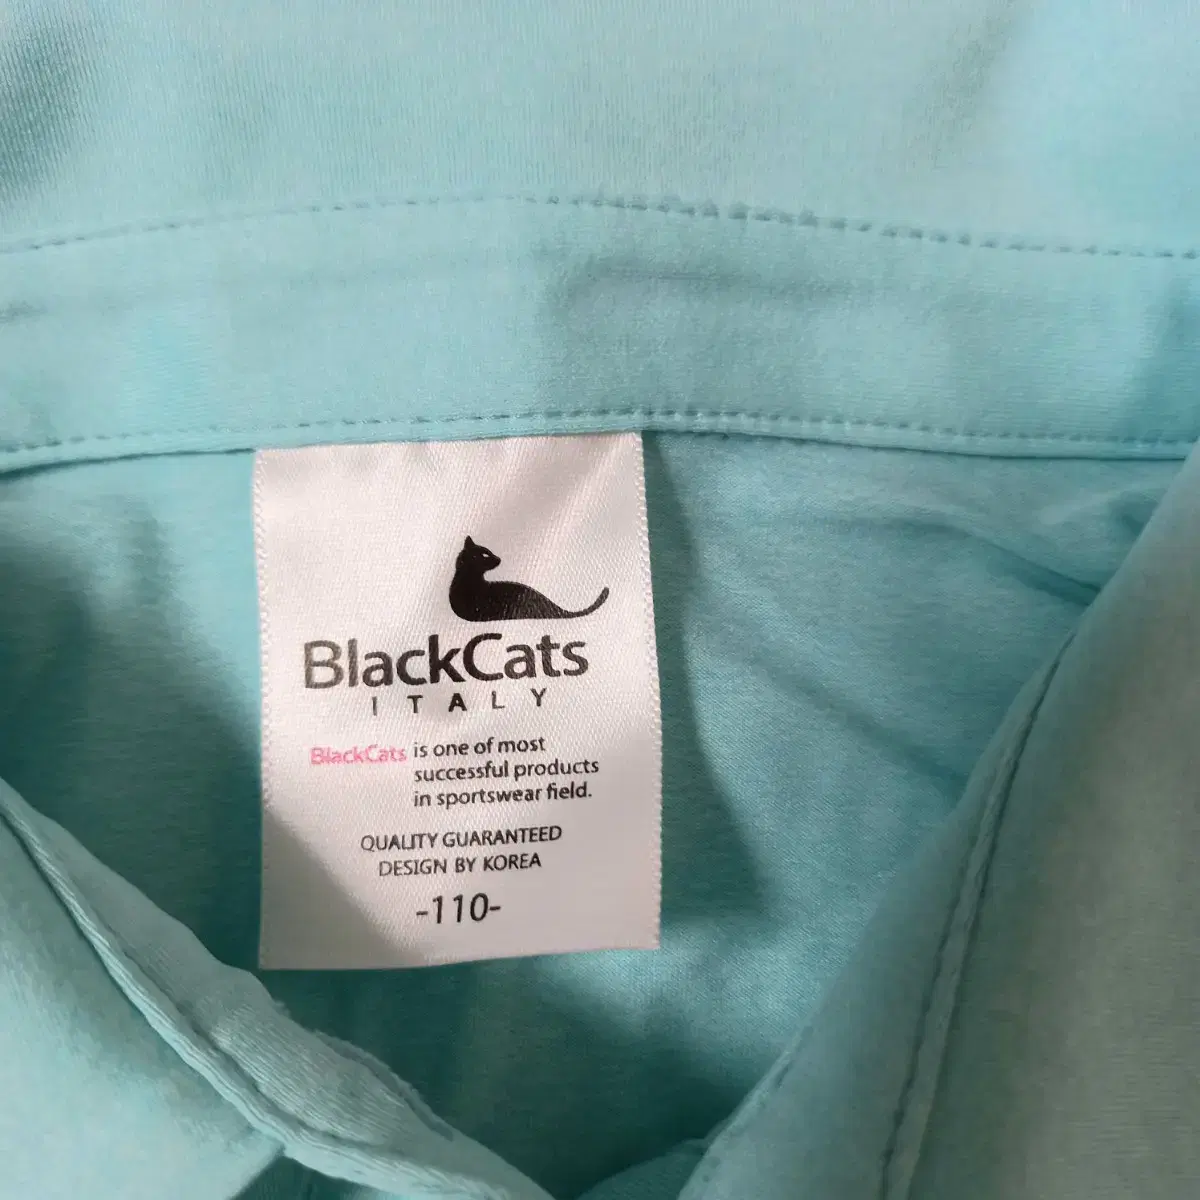 BlackCats
ITALY
BlackCats is one of most
successful products
in sportswear field.
QUALITY GUARANTEED
DESIGN BY KOREA
-110-